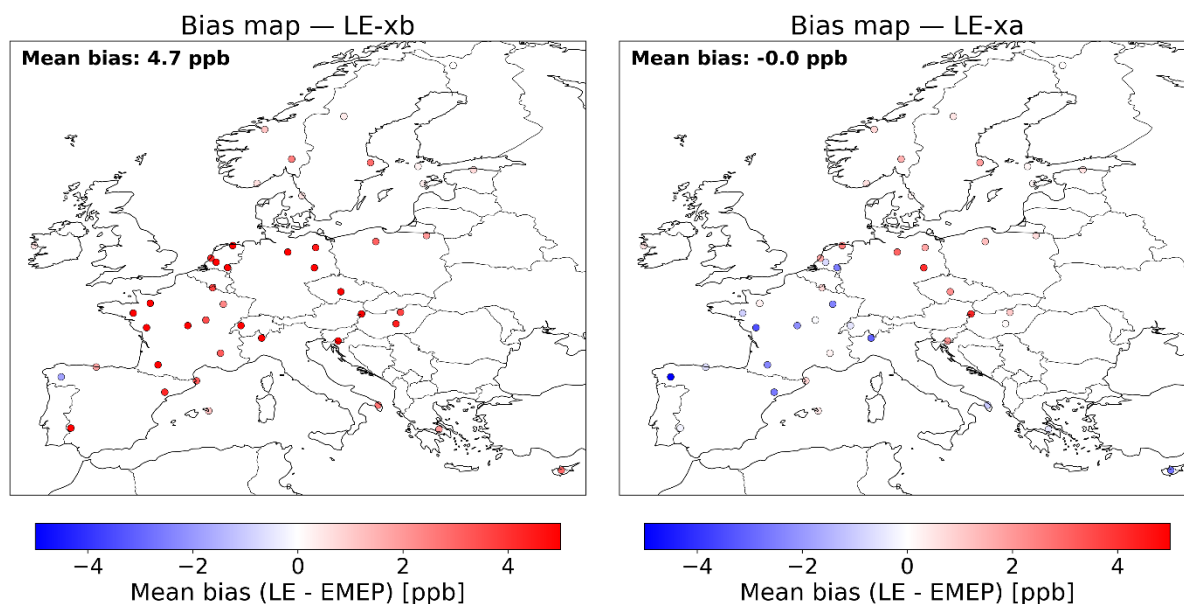 Bias map — LE-xb
Mean bias: 4.7 ppb
−4 −2 0 2 4
Mean bias (LE - EMEP) [ppb]
Bias map — LE-xa
Mean bias: -0.0 ppb
−4 −2 0 2 4
Mean bias (LE - EMEP) [ppb]